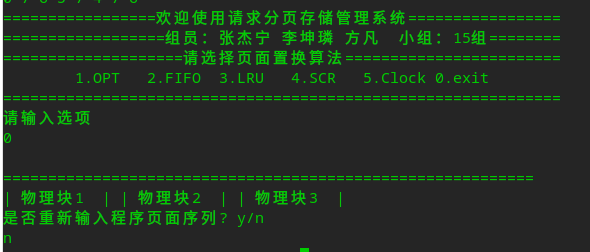 =================欢迎使用请求分页存储管理系统=================
==================组员：张杰宁 李坤璘 方凡  小组：15组========
====================请选择页面置换算法========================
        1.OPT   2.FIFO  3.LRU   4.SCR   5.Clock 0.exit
==============================================================
请输入选项
0
===========================================================
| 物理块1  | | 物理块2  | | 物理块3  |
是否重新输入程序页面序列？y/n
n